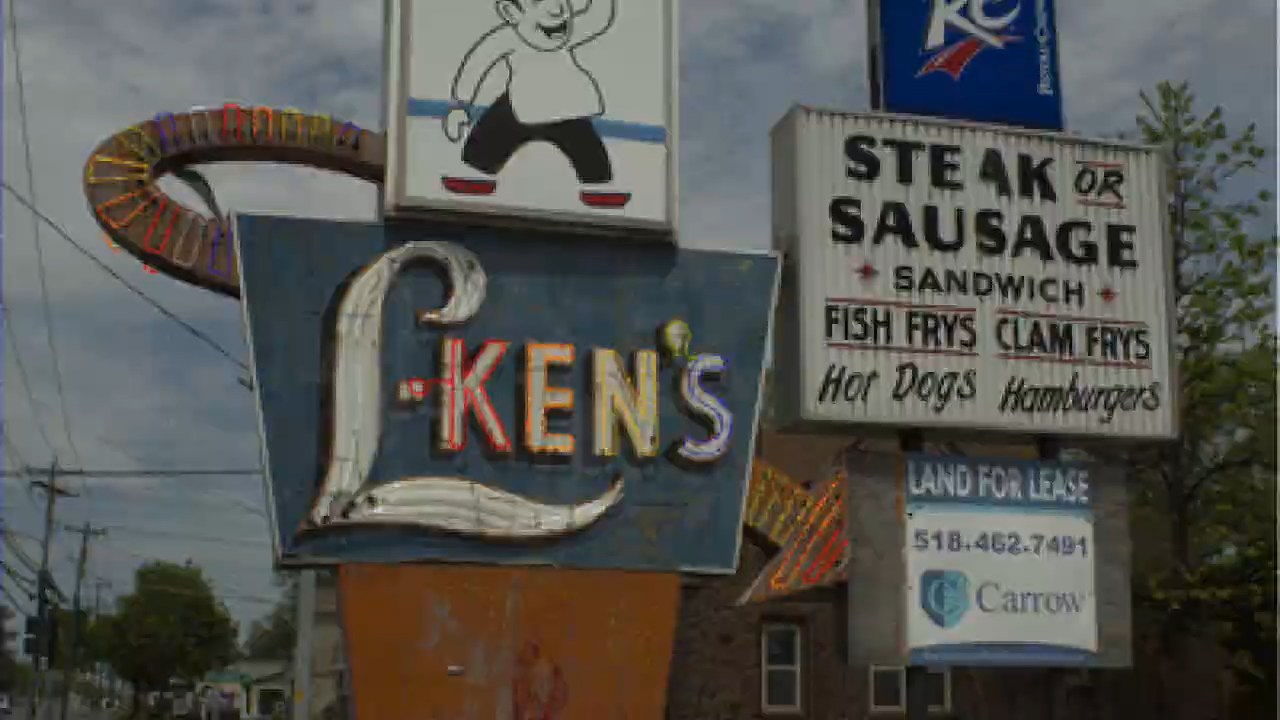 L-KEN'S
RC
STEAK OR
SAUSAGE
SANDWICH
FISH FRYS CLAM FRYS
Hot Dogs Hamburgers
LAND FOR LEASE
518.462.7491
Carrow